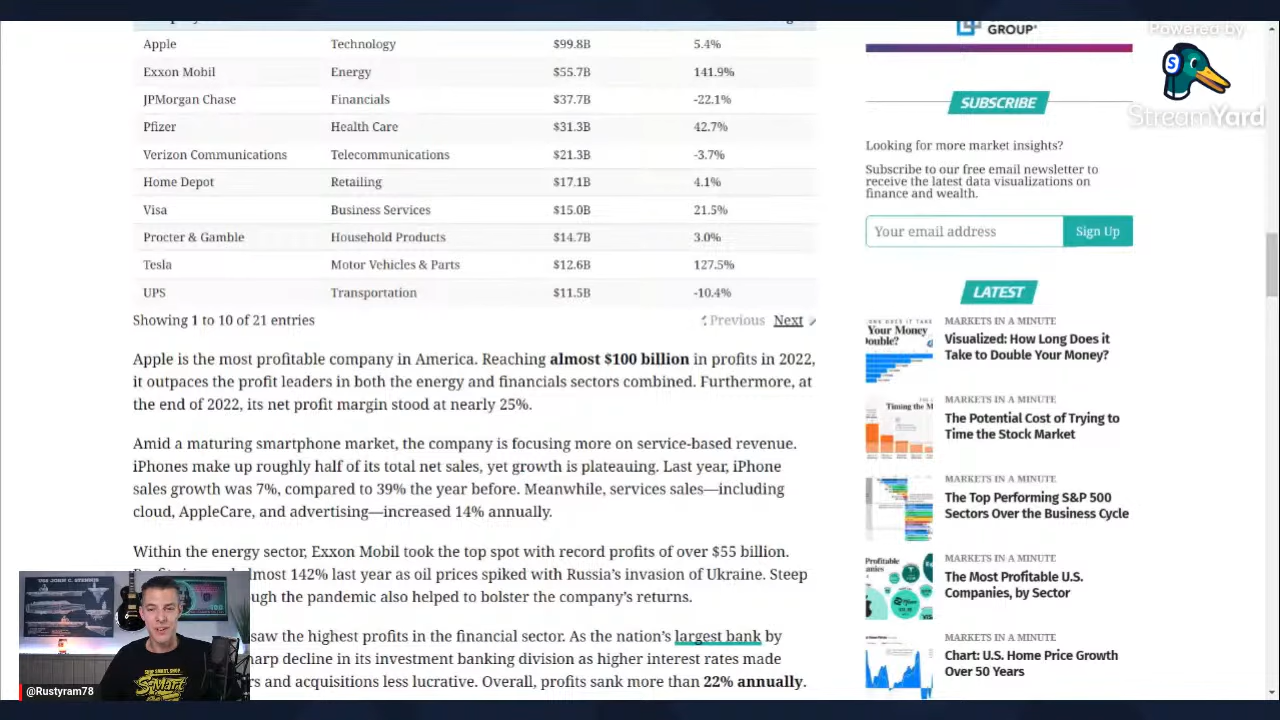 GROUP
Powered by
StreamYard
Apple Technology $99.8B 5.4%
Exxon Mobil Energy $55.7B 141.9%
JPMorgan Chase Financials $37.7B -22.1%
Pfizer Health Care $31.3B 42.7%
Verizon Communications Telecommunications $21.3B -3.7%
Home Depot Retailing $17.1B 4.1%
Visa Business Services $15.0B 21.5%
Procter & Gamble Household Products $14.7B 3.0%
Tesla Motor Vehicles & Parts $12.6B 127.5%
UPS Transportation $11.5B -10.4%
Showing 1 to 10 of 21 entries
Previous Next
Apple is the most profitable company in America. Reaching almost $100 billion in profits in 2022,
it outpaces the profit leaders in both the energy and financials sectors combined. Furthermore, at
the end of 2022, its net profit margin stood at nearly 25%.
Amid a maturing smartphone market, the company is focusing more on service-based revenue.
iPhones make up roughly half of its total net sales, yet growth is plateauing. Last year, iPhone
sales growth was 7%, compared to 39% the year before. Meanwhile, services sales—including
cloud, AppleCare, and advertising—increased 14% annually.
Within the energy sector, Exxon Mobil took the top spot with record profits of over $55 billion.
142% last year as oil prices spiked with Russia's invasion of Ukraine. Steep
the pandemic also helped to bolster the company's returns.
saw the highest profits in the financial sector. As the nation's largest bank by
decline in its investment banking division as higher interest rates made
and acquisitions less lucrative. Overall, profits sank more than 22% annually.
SUBSCRIBE
Looking for more market insights?
Subscribe to our free email newsletter to
receive the latest data visualizations on
finance and wealth.
Your email address Sign Up
LATEST
MARKETS IN A MINUTE
Visualized: How Long Does it
Take to Double Your Money?
MARKETS IN A MINUTE
The Potential Cost of Trying to
Time the Stock Market
MARKETS IN A MINUTE
The Top Performing S&P 500
Sectors Over the Business Cycle
MARKETS IN A MINUTE
The Most Profitable U.S.
Companies, by Sector
MARKETS IN A MINUTE
Chart: U.S. Home Price Growth
Over 50 Years
USS JOHN C. STENNIS
@Rustyram78